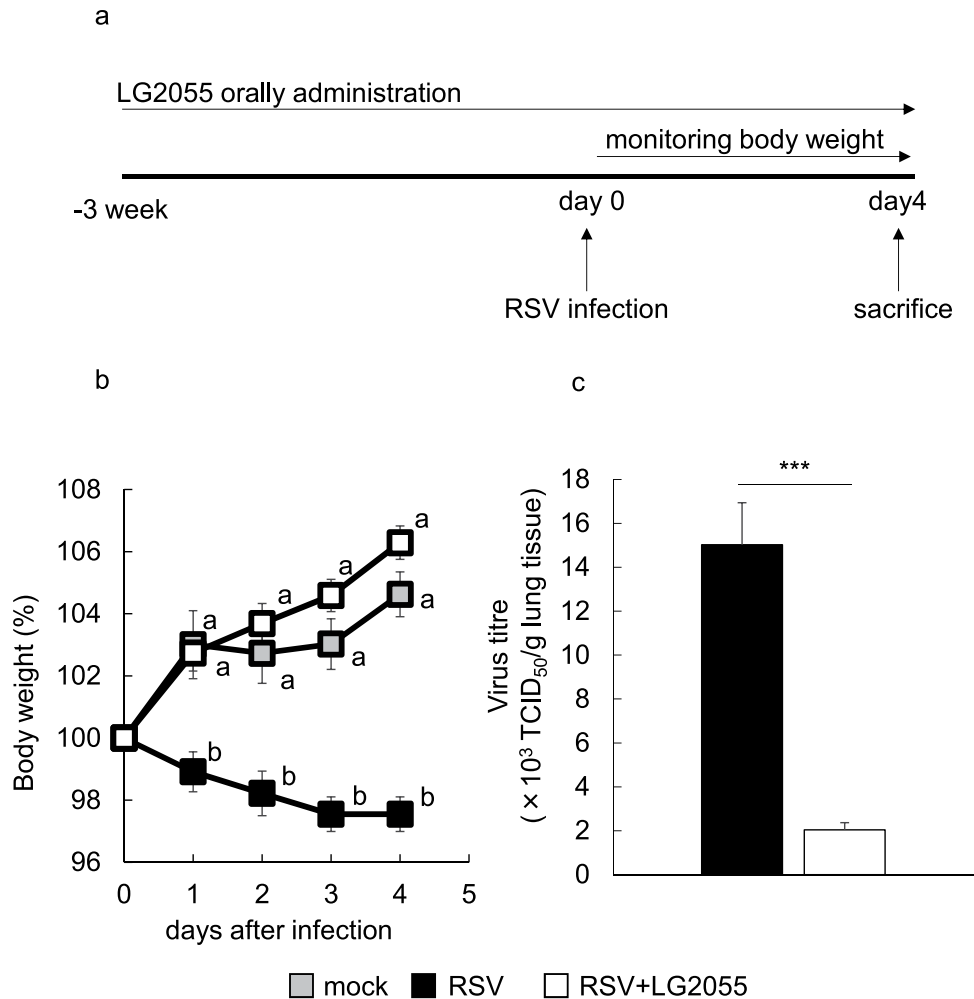 a
LG2055 orally administration
monitoring body weight
-3 week
day 0
day4
RSV infection
sacrifice
b
c
108
106
104
102
100
98
96
Body weight (%)
a
a
a
a
a
a
a
a
b
b
b
b
0
1
2
3
4
5
days after infection
***
18
16
14
12
10
8
6
4
2
0
Virus titre
( × 10³ TCID₅₀/g lung tissue)
mock
RSV
RSV+LG2055